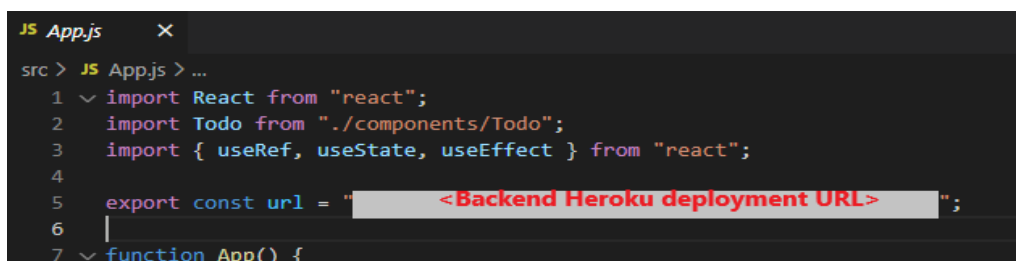 JS App.js ×
src > JS App.js > ...
1 import React from "react";
2 import Todo from "./components/Todo";
3 import { useRef, useState, useEffect } from "react";
4
5 export const url = "<Backend Heroku deployment URL>";
6
7 function App() {